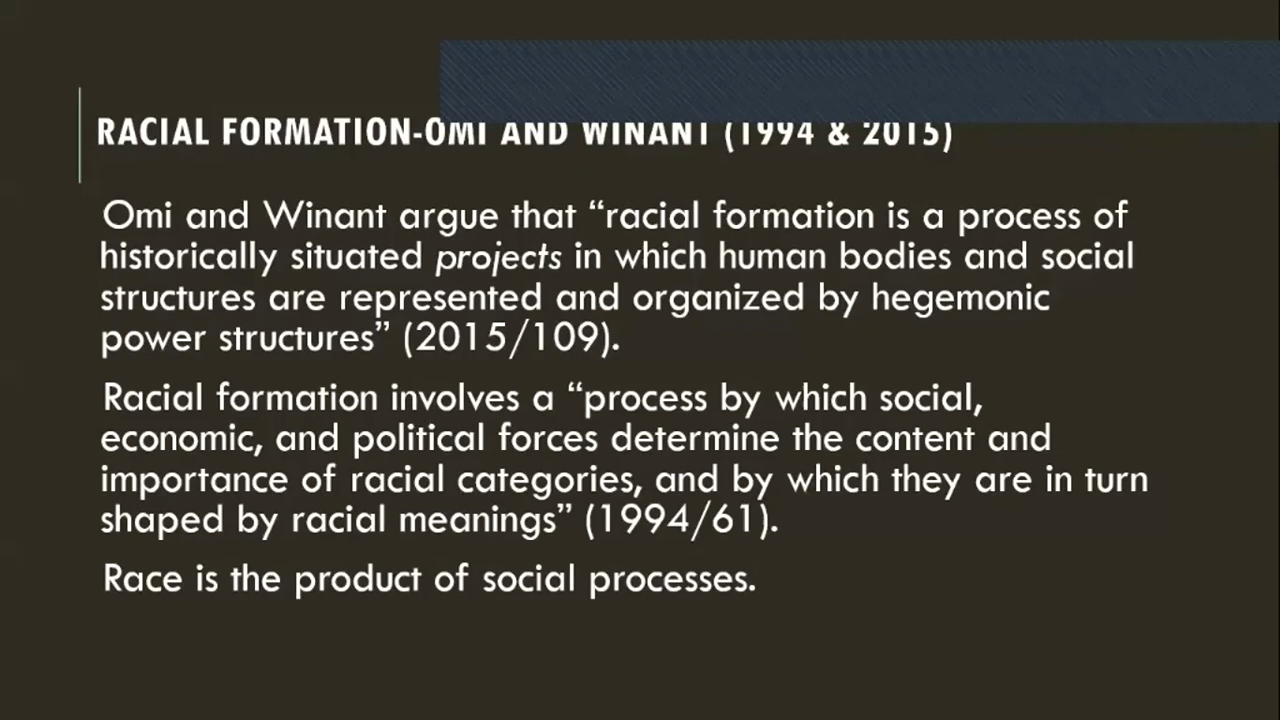 RACIAL FORMATION-OMI AND WINANT (1994 & 2015)
Omi and Winant argue that “racial formation is a process of
historically situated projects in which human bodies and social
structures are represented and organized by hegemonic
power structures” (2015/109).
Racial formation involves a “process by which social,
economic, and political forces determine the content and
importance of racial categories, and by which they are in turn
shaped by racial meanings” (1994/61).
Race is the product of social processes.